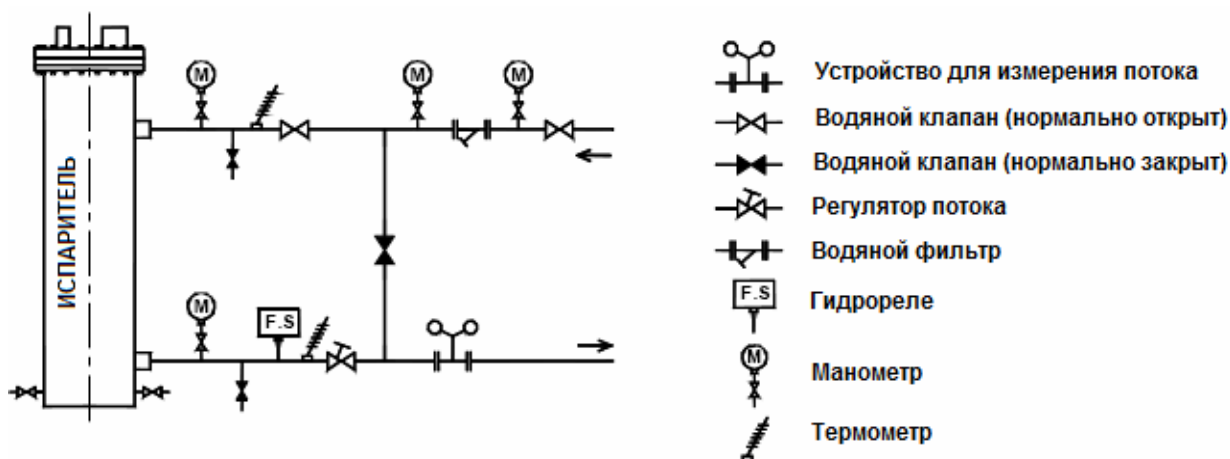 ИСПАРИТЕЛЬ
M
M
M
M
F.S
Устройство для измерения потока
Водяной клапан (нормально открыт)
Водяной клапан (нормально закрыт)
Регулятор потока
Водяной фильтр
F.S
Гидрореле
M
Манометр
Термометр